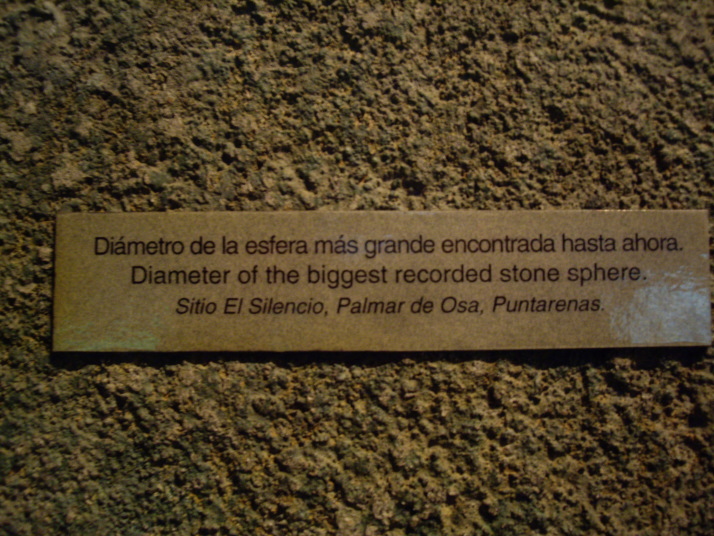 Diámetro de la esfera más grande encontrada hasta ahora.
Diameter of the biggest recorded stone sphere.
Sitio El Silencio, Palmar de Osa, Puntarenas.